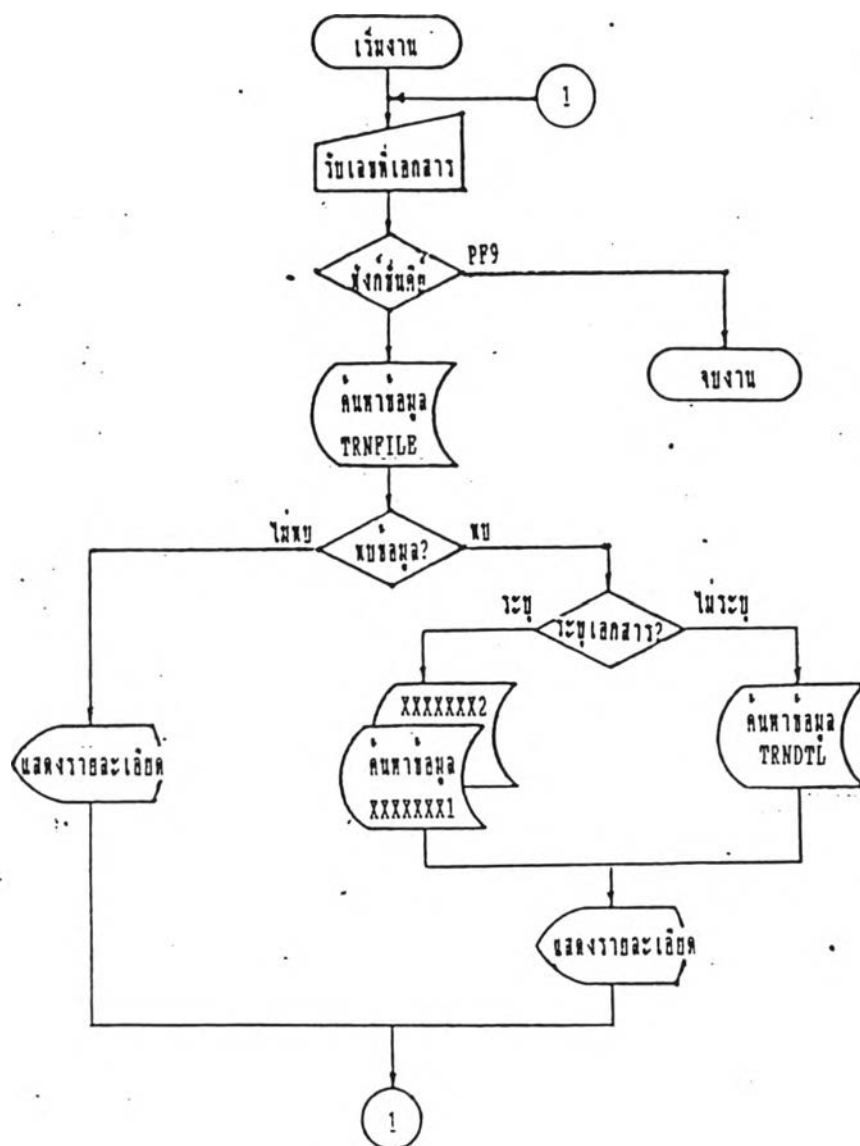 เริ่มงาน
1
รับเลขที่เอกสาร
ฟังก์ชั่นคีย์
PF9
จบงาน
ค้นหาข้อมูล
TRNFILE
ไม่พบ
พบข้อมูล?
พบ
ระบุ
ระบุเอกสาร?
ไม่ระบุ
XXXXXXX2
ค้นหาข้อมูล
XXXXXXX1
ค้นหาข้อมูล
TRNDTL
แสดงรายละเอียด
แสดงรายละเอียด
1